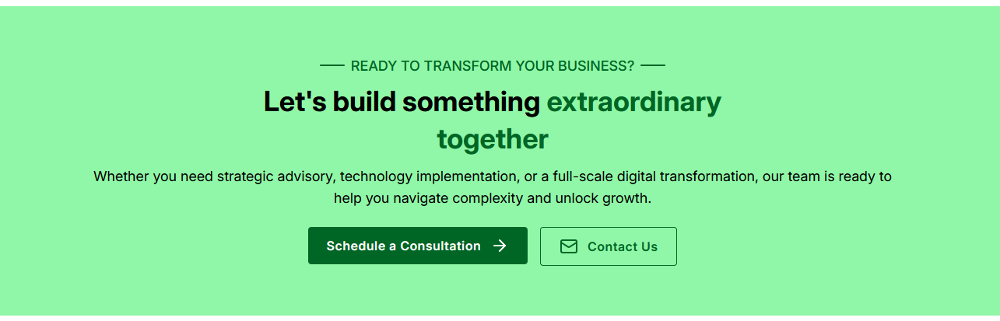 READY TO TRANSFORM YOUR BUSINESS?
Let's build something extraordinary
together
Whether you need strategic advisory, technology implementation, or a full-scale digital transformation, our team is ready to
help you navigate complexity and unlock growth.
Schedule a Consultation
Contact Us